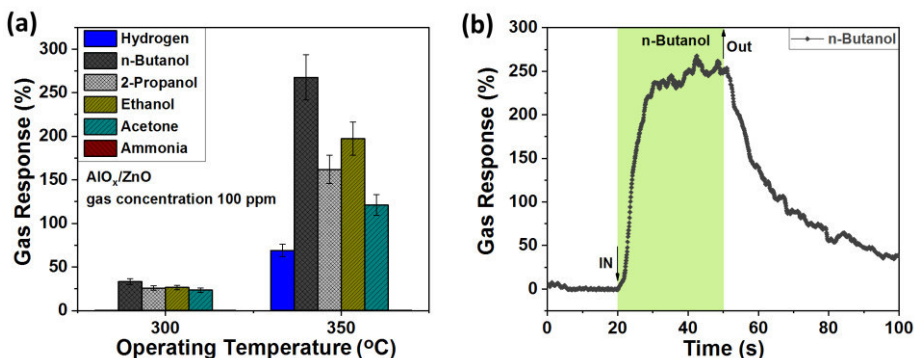 (a)
Gas Response (%)
300
250
200
150
100
50
0
Hydrogen
n-Butanol
2-Propanol
Ethanol
Acetone
Ammonia
AlOx/ZnO
gas concentration 100 ppm
300
350
Operating Temperature (ºC)
(b)
Gas Response (%)
300
250
200
150
100
50
0
n-Butanol
Out
n-Butanol
IN
0
20
40
60
80
100
Time (s)